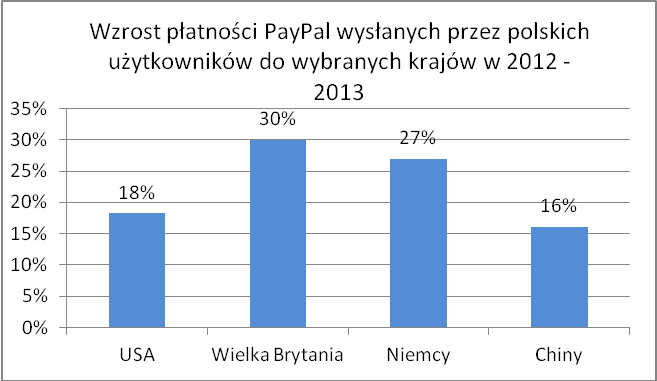 Wzrost płatności PayPal wysłanych przez polskich
użytkowników do wybranych krajów w 2012 -
2013
35%
30%
25%
20%
15%
10%
5%
0%
18%
30%
27%
16%
USA
Wielka Brytania
Niemcy
Chiny